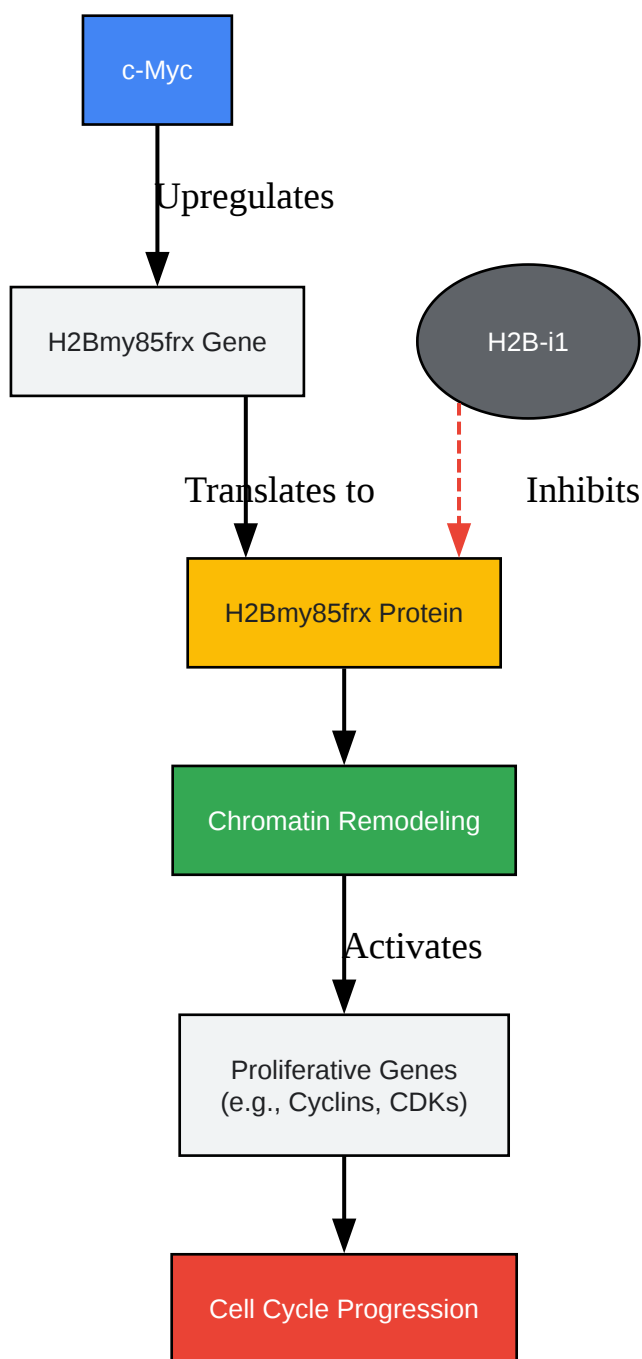 c-Myc
Upregulates
H2Bmy85frx Gene
H2B-i1
Translates to
Inhibits
H2Bmy85frx Protein
Chromatin Remodeling
Activates
Proliferative Genes
(e.g., Cyclins, CDKs)
Cell Cycle Progression